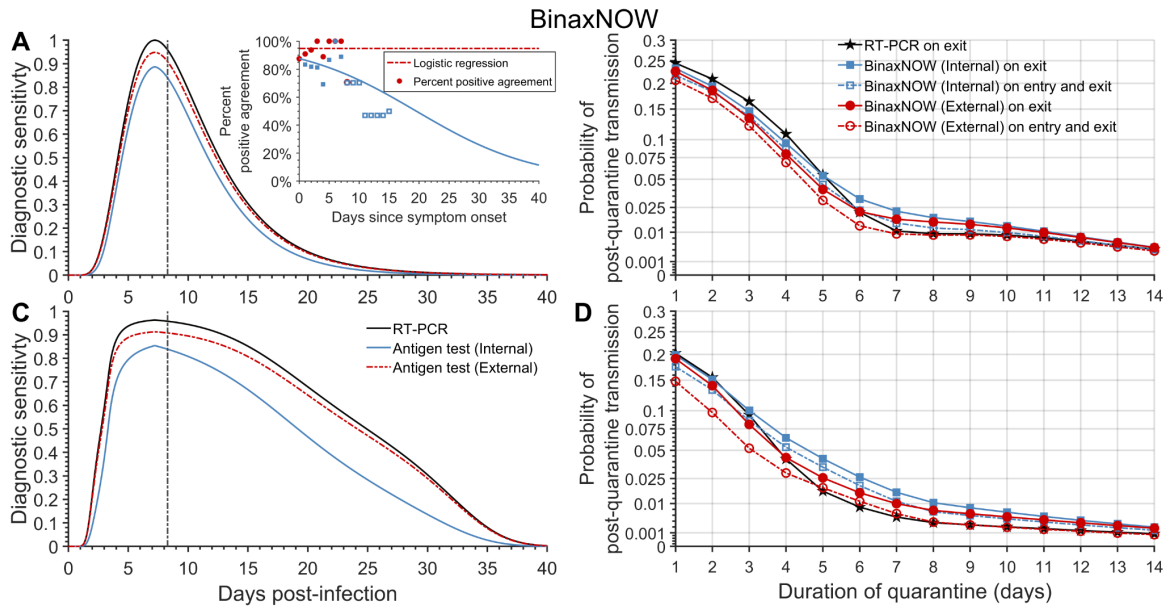 BinaxNOW
A
Diagnostic sensitivty
1
0.9
0.8
0.7
0.6
0.5
0.4
0.3
0.2
0.1
0
0 5 10 15 20 25 30 35 40
Percent
positive agreement
100%
80%
60%
40%
20%
0%
Logistic regression
Percent positive agreement
0 5 10 15 20 25 30 35 40
Days since symptom onset
Probability of
post-quarantine transmission
0.3
0.25
0.2
0.15
0.1
0.075
0.05
0.025
0.01
0.001
0
RT-PCR on exit
BinaxNOW (Internal) on exit
BinaxNOW (Internal) on entry and exit
BinaxNOW (External) on exit
BinaxNOW (External) on entry and exit
1 2 3 4 5 6 7 8 9 10 11 12 13 14
C
Diagnostic sensitivty
1
0.9
0.8
0.7
0.6
0.5
0.4
0.3
0.2
0.1
0
RT-PCR
Antigen test (Internal)
Antigen test (External)
0 5 10 15 20 25 30 35 40
Days post-infection
D
Probability of
post-quarantine transmission
0.3
0.25
0.2
0.15
0.1
0.075
0.05
0.025
0.01
0.001
0
1 2 3 4 5 6 7 8 9 10 11 12 13 14
Duration of quarantine (days)